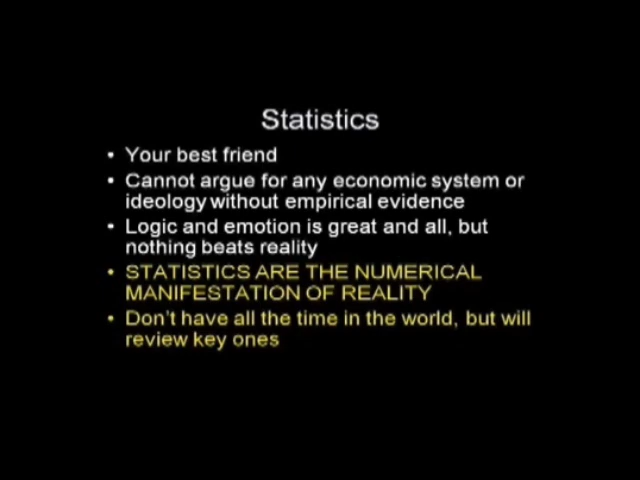 Statistics
• Your best friend
• Cannot argue for any economic system or
ideology without empirical evidence
• Logic and emotion is great and all, but
nothing beats reality
• STATISTICS ARE THE NUMERICAL
MANIFESTATION OF REALITY
• Don't have all the time in the world, but will
review key ones